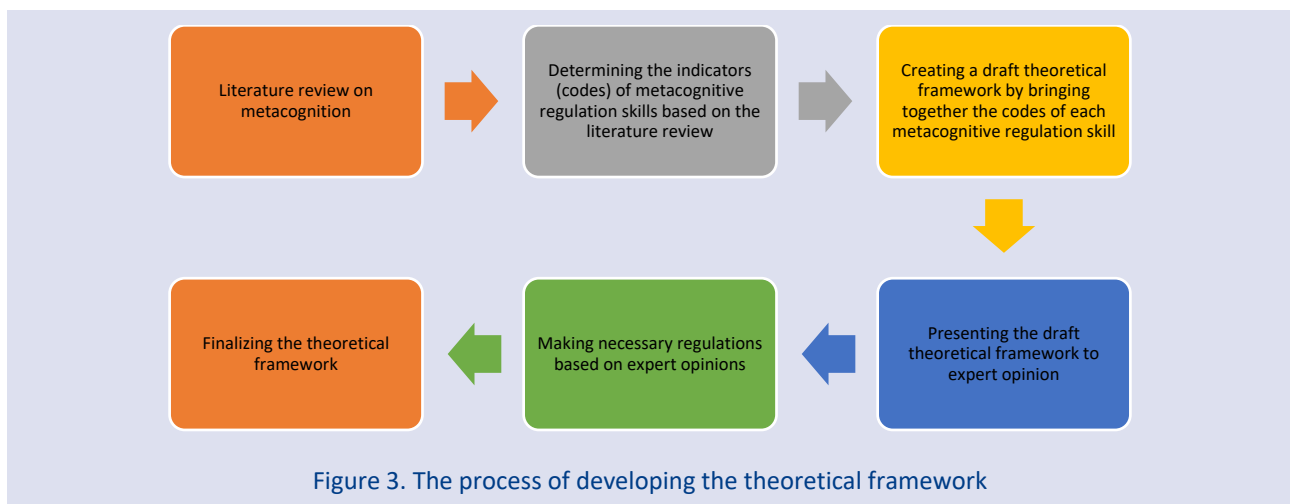 Literature review on
metacognition
Determining the indicators
(codes) of metacognitive
regulation skills based on the
literature review
Creating a draft theoretical
framework by bringing
together the codes of each
metacognitive regulation skill
Presenting the draft
theoretical framework to
expert opinion
Making necessary regulations
based on expert opinions
Finalizing the theoretical
framework
Figure 3. The process of developing the theoretical framework